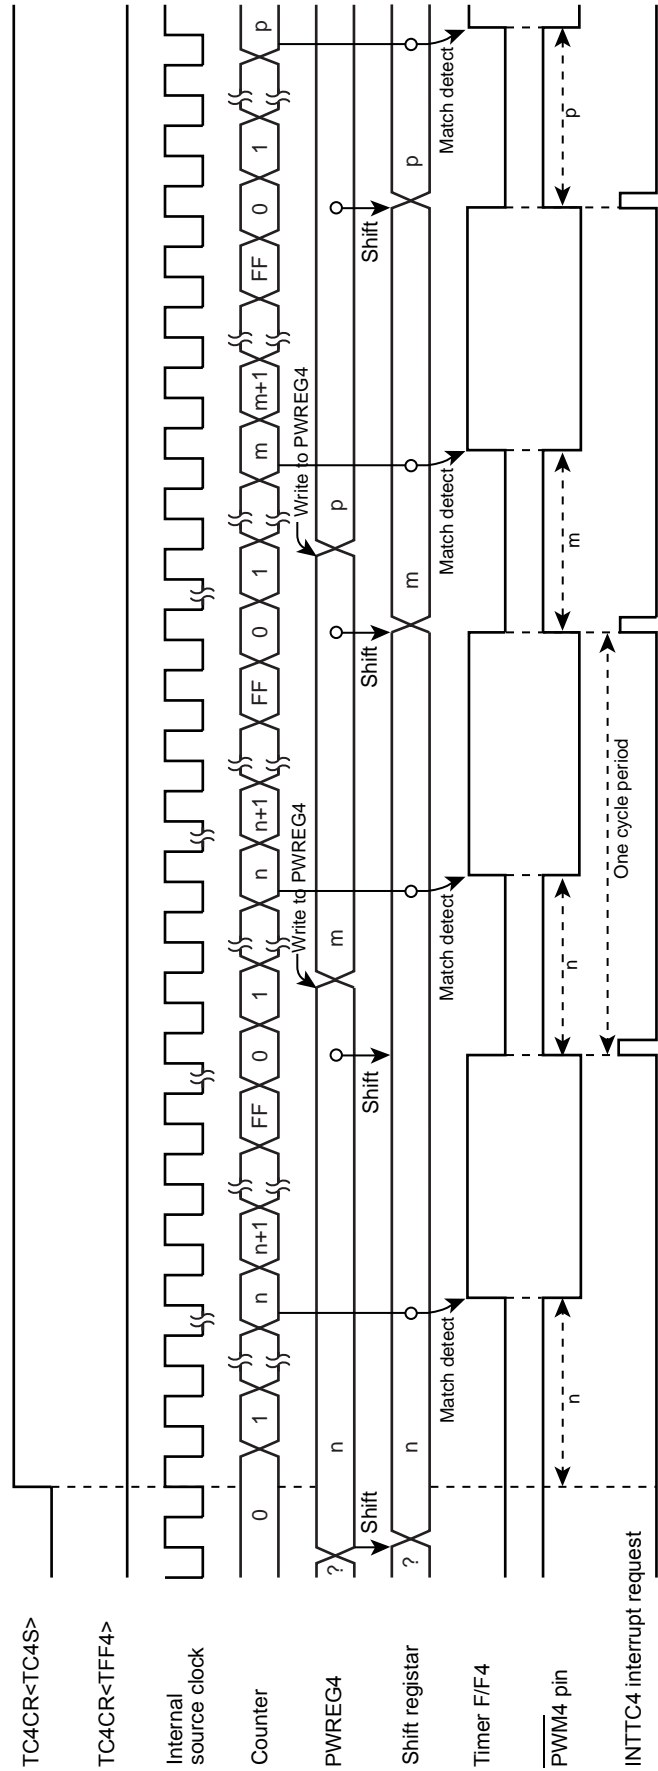 TC4CR<TC4S>
TC4CR<TFF4>
Internal
source clock
Counter
0 1 n n+1 FF 0 1 n n+1 FF 0 1 m m+1 FF 0 1 p
Write to PWREG4
Write to PWREG4
PWREG4
? n m p
Shift
Shift
Shift
Shift
Shift registar
? n m p
Match detect
Match detect
Match detect
Match detect
Timer F/F4
PWM4 pin
n n m p
One cycle period
INTTC4 interrupt request